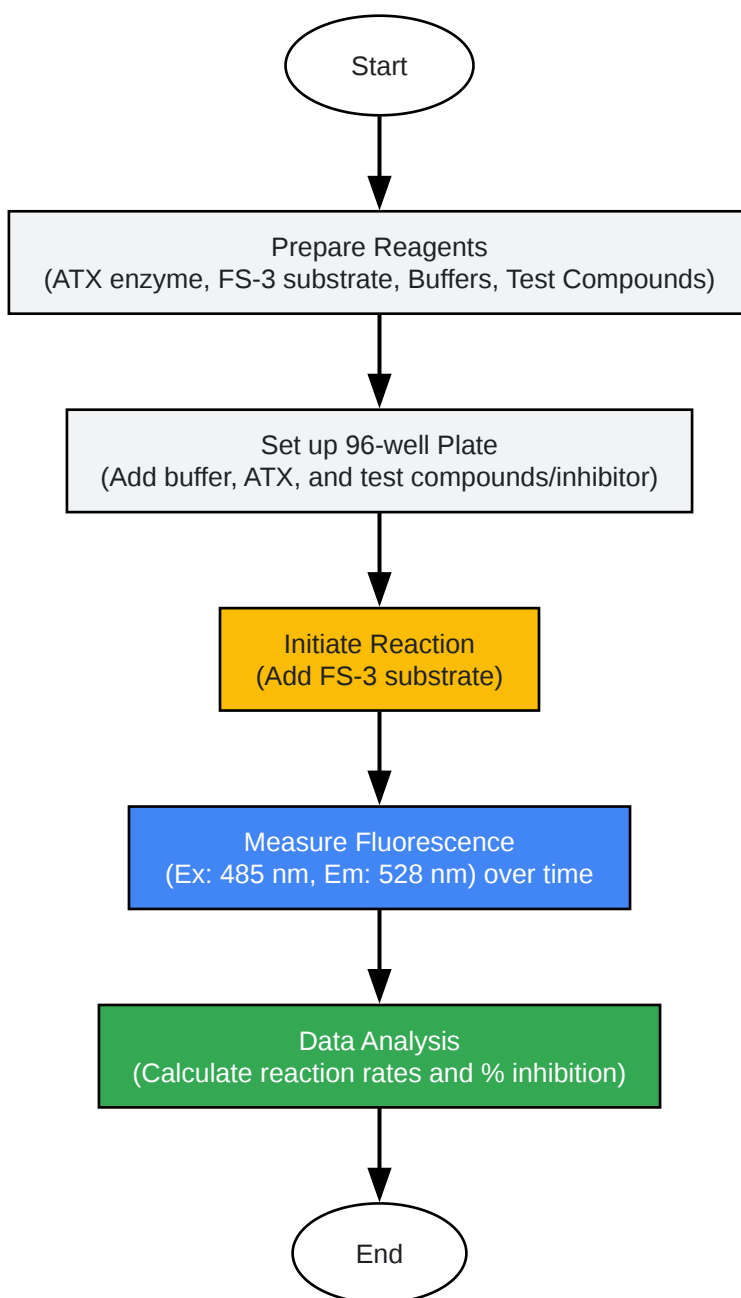 Start
Prepare Reagents
(ATX enzyme, FS-3 substrate, Buffers, Test Compounds)
Set up 96-well Plate
(Add buffer, ATX, and test compounds/inhibitor)
Initiate Reaction
(Add FS-3 substrate)
Measure Fluorescence
(Ex: 485 nm, Em: 528 nm) over time
Data Analysis
(Calculate reaction rates and % inhibition)
End